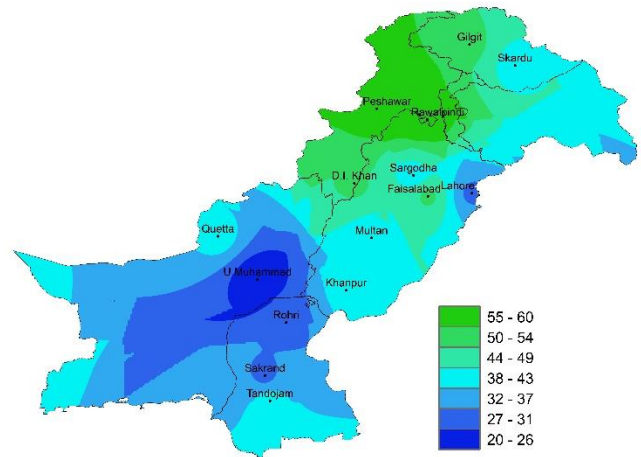 Gilgit
Skardu
Peshawar
Rawalpindi
D.I. Khan
Sargodha
Faisalabad
Lahore
Quetta
Multan
U.Muhammad
Khanpur
Rohri
Sakrand
Tandojam
55 - 60
50 - 54
44 - 49
38 - 43
32 - 37
27 - 31
20 - 26